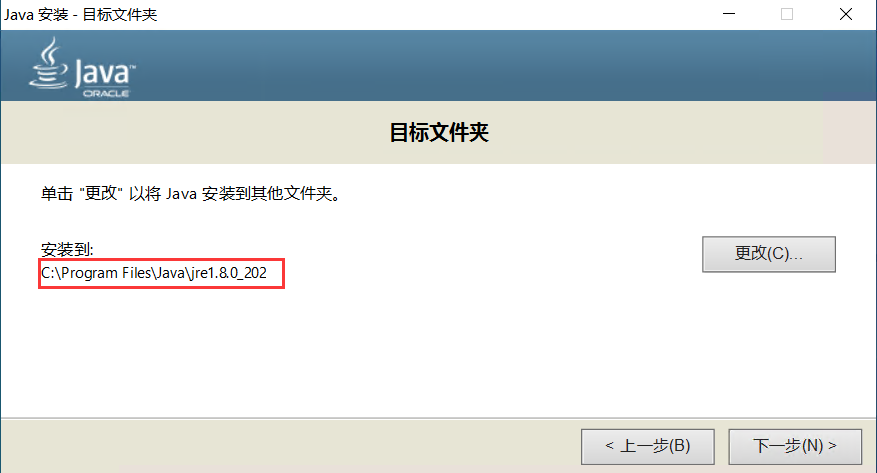 Java 安装 - 目标文件夹
Java™
ORACLE
目标文件夹
单击 "更改" 以将 Java 安装到其他文件夹。
安装到:
C:\Program Files\Java\jre1.8.0_202
更改(C)...
< 上一步(B)
下一步(N) >